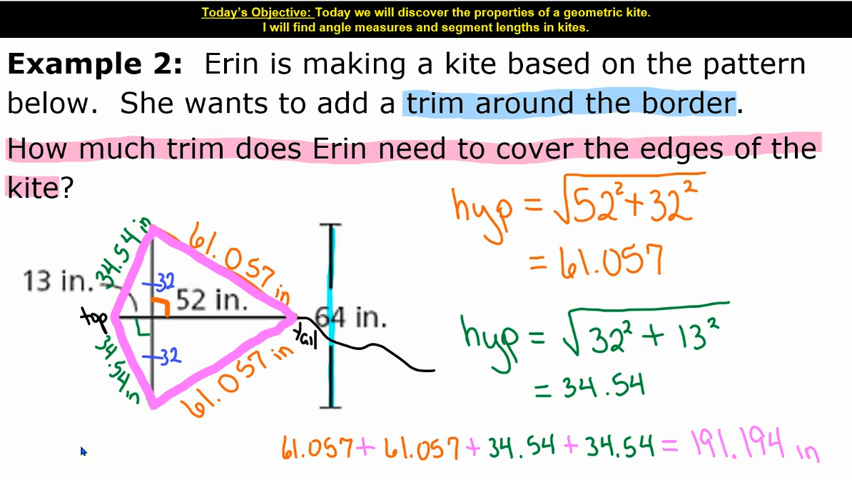 Today's Objective: Today we will discover the properties of a geometric kite.
I will find angle measures and segment lengths in kites.
Example 2: Erin is making a kite based on the pattern
below. She wants to add a trim around the border.
How much trim does Erin need to cover the edges of the
kite?
hyp = √52²+32²
= 61.057
34.54 in
61.057 in
13 in.
32
52 in.
top
tail
64 in.
32
34.54 in
61.057 in
hyp = √32² + 13²
= 34.54
61.057 + 61.057 + 34.54 + 34.54 = 191.194 in